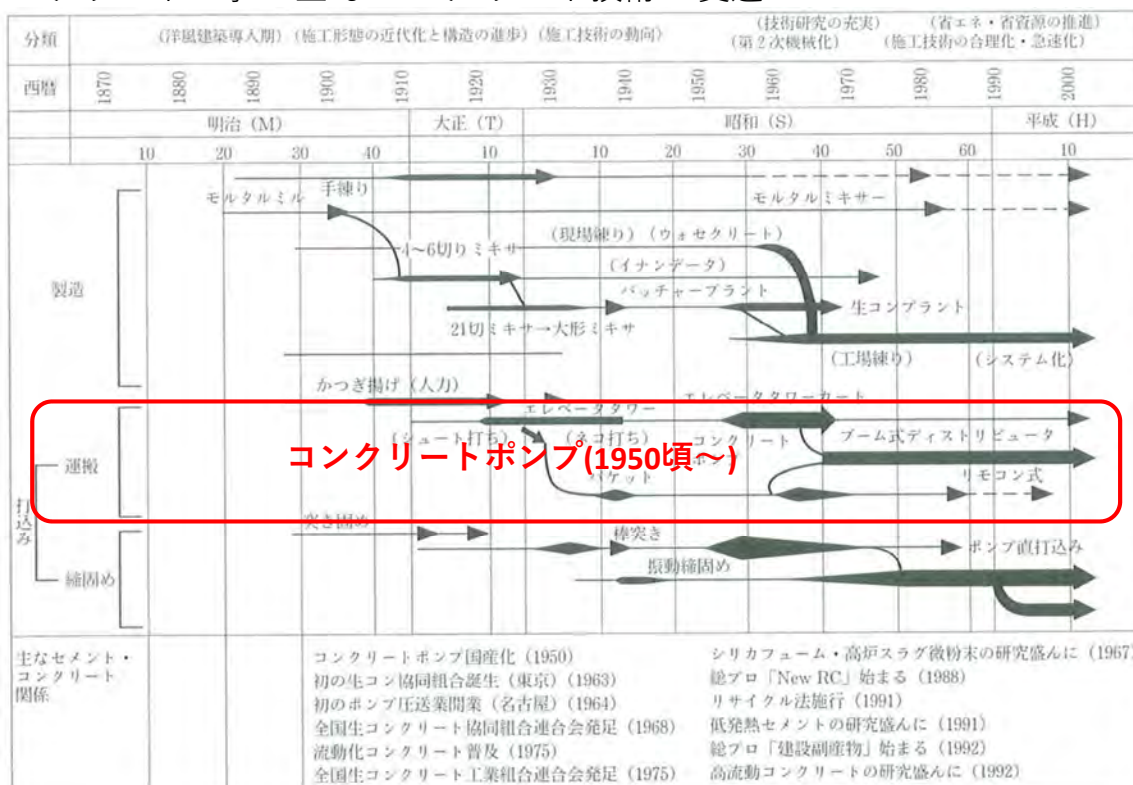 分類
(洋風建築導入期) (施工形態の近代化と構造の進歩) (施工技術の動向)
(技術研究の充実) (省エネ・省資源の推進)
(第2次機械化) (施工技術の合理化・急速化)
西暦
1870 1880 1890 1900 1910 1920 1930 1940 1950 1960 1970 1980 1990 2000
明治 (M) 大正 (T) 昭和 (S) 平成 (H)
10 20 30 40 10 10 20 30 40 50 60 10
製造
手練り
モルタルミル
モルタルミキサー
(現場練り) (ウォセクリート)
4~6切りミキサ
(イナンデータ)
バッチャープラント
生コンプラント
21切ミキサ→大形ミキサ
(工場練り) (システム化)
打込み
運搬
かつぎ揚げ (人力)
エレベータタワー
エレベータタワーカート
(シュート打ち) (ネコ打ち)
コンクリート
ブーム式ディストリビュータ
コンクリートポンプ(1950頃~)
バケット
リモコン式
締固め
突き固め
棒突き
ポンプ直打込み
振動締固め
主なセメント・
コンクリート
関係
コンクリートポンプ国産化 (1950)
初の生コン協同組合誕生 (東京) (1963)
初のポンプ圧送業開業 (名古屋) (1964)
全国生コンクリート協同組合連合会発足 (1968)
流動化コンクリート普及 (1975)
全国生コンクリート工業組合連合会発足 (1975)
シリカフューム・高炉スラグ微粉末の研究盛んに (1967)
総プロ「New RC」始まる (1988)
リサイクル法施行 (1991)
低発熱セメントの研究盛んに (1991)
総プロ「建設副産物」始まる (1992)
高流動コンクリートの研究盛んに (1992)